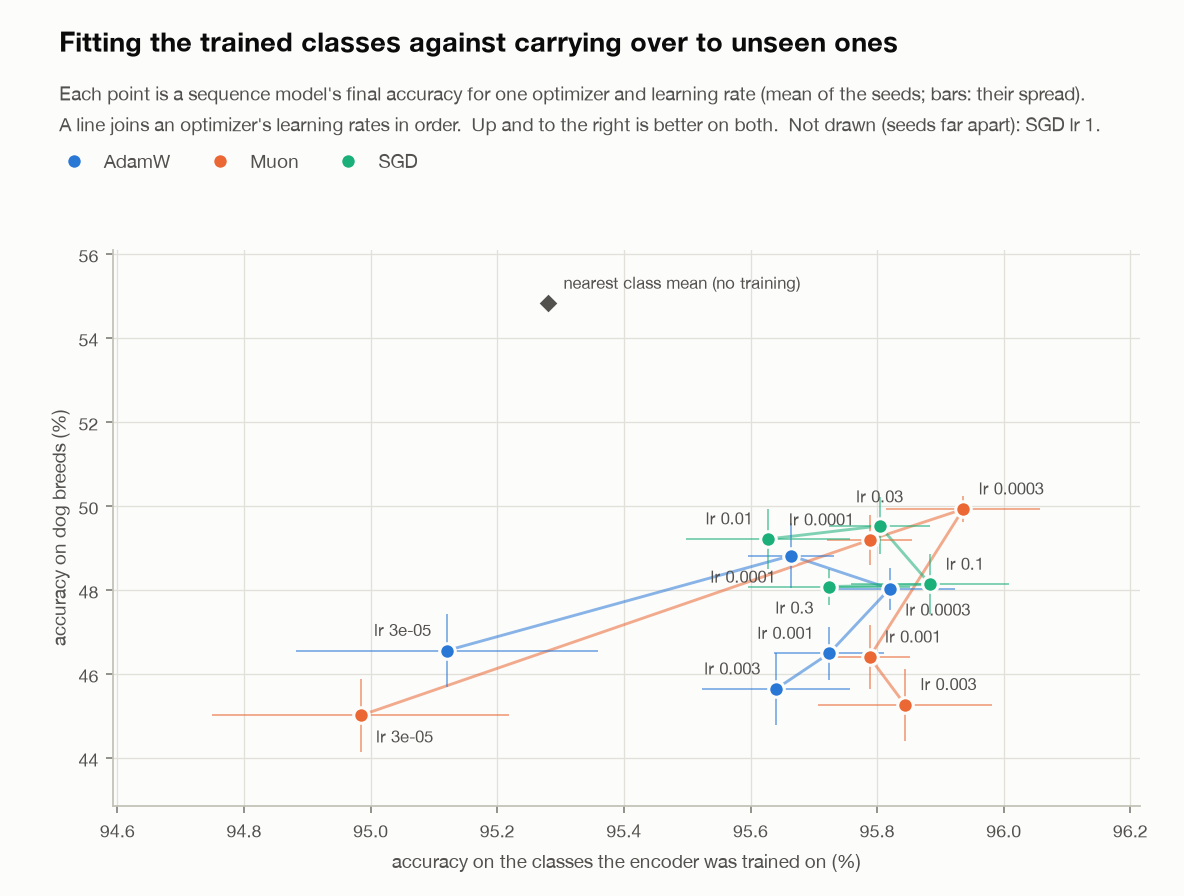 Fitting the trained classes against carrying over to unseen ones
Each point is a sequence model's final accuracy for one optimizer and learning rate (mean of the seeds; bars: their spread).
A line joins an optimizer's learning rates in order.  Up and to the right is better on both.  Not drawn (seeds far apart): SGD lr 1.
AdamW Muon SGD
56
nearest class mean (no training)
54
52
accuracy on dog breeds (%)
50
lr 0.0003
lr 0.03
lr 0.01
lr 0.0001
lr 0.1
lr 0.0001
48
lr 0.3
lr 0.0003
lr 3e-05
lr 0.001
lr 0.001
46
lr 0.003
lr 0.003
lr 3e-05
44
94.6 94.8 95.0 95.2 95.4 95.6 95.8 96.0 96.2
accuracy on the classes the encoder was trained on (%)